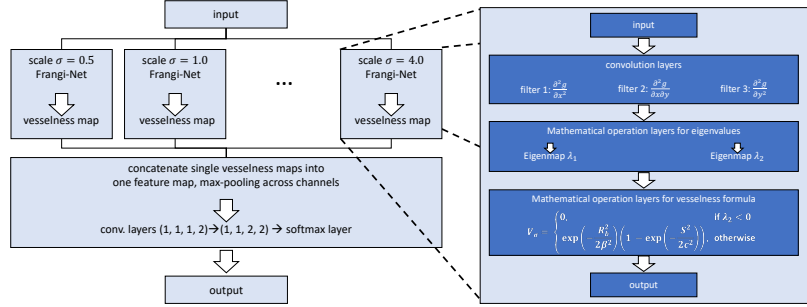 input
scale σ = 0.5
Frangi-Net
vesselness map
scale σ = 1.0
Frangi-Net
vesselness map
...
scale σ = 4.0
Frangi-Net
vesselness map
concatenate single vesselness maps into
one feature map, max-pooling across channels
conv. layers (1, 1, 1, 2)→(1, 1, 2, 2) → softmax layer
output
input
convolution layers
filter 1: ∂²g/∂x² filter 2: ∂²g/∂x∂y filter 3: ∂²g/∂y²
Mathematical operation layers for eigenvalues
Eigenmap λ₁ Eigenmap λ₂
Mathematical operation layers for vesselness formula
V_σ = { 0, if λ₂ < 0
exp(−R_b²/2β²)(1 − exp(−S²/2c²)), otherwise
output